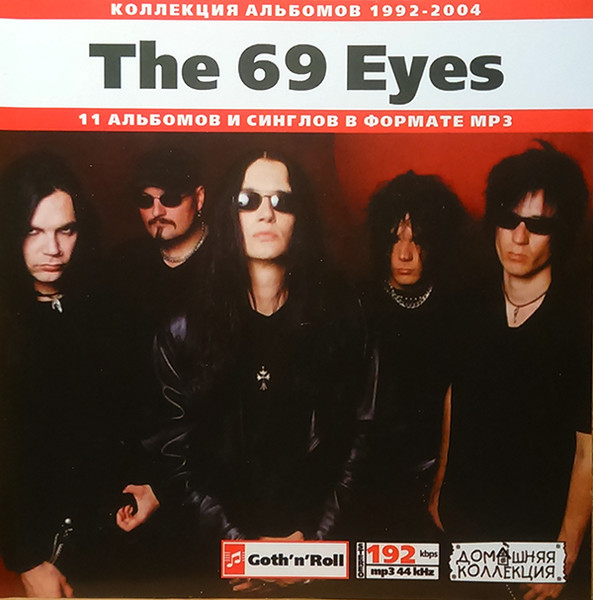 КОЛЛЕКЦИЯ АЛЬБОМОВ 1992-2004
The 69 Eyes
11 АЛЬБОМОВ И СИНГЛОВ В ФОРМАТЕ MP3
Goth'n'Roll
STEREO
192 kbps
mp3 44 kHz
ДОМАШНЯЯ
КОЛЛЕКЦИЯ